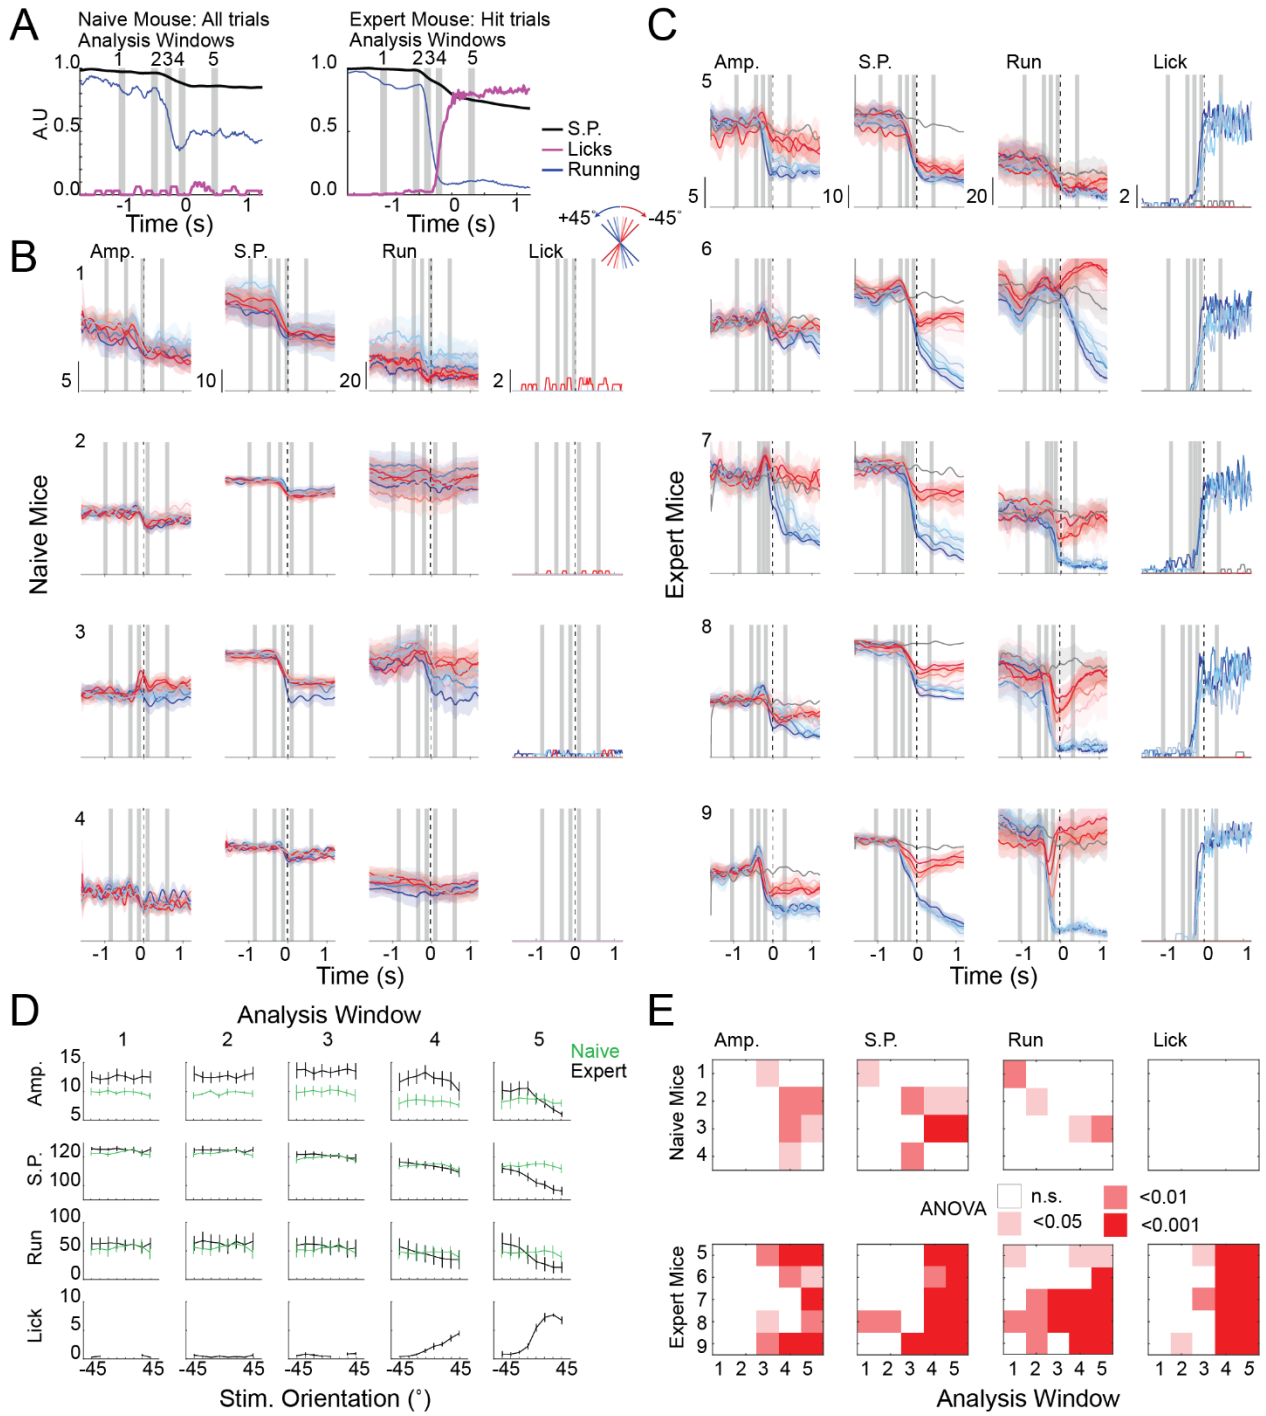 A
Naive Mouse: All trials
Analysis Windows
1 2 3 4 5
1.0
0.5
0.0
A.U
-1 0 1
Time (s)
Expert Mouse: Hit trials
Analysis Windows
1 2 3 4 5
1.0
0.5
0.0
-1 0 1
Time (s)
S.P.
Licks
Running
+45° -45°
B
Amp. S.P. Run Lick
Naive Mice
1
5 10 20 2
2
3
4
-1 0 1 -1 0 1 -1 0 1 -1 0 1
Time (s)
C
Amp. S.P. Run Lick
Expert Mice
5
5 10 20 2
6
7
8
9
-1 0 1 -1 0 1 -1 0 1 -1 0 1
Time (s)
D
Analysis Window
1 2 3 4 5
Naive
Expert
Amp.
15
10
5
S.P.
120
100
Run
100
50
0
Lick
10
5
0
-45 45 -45 45 -45 45 -45 45 -45 45
Stim. Orientation (°)
E
Amp. S.P. Run Lick
Naive Mice
1
2
3
4
ANOVA
n.s.
<0.05
<0.01
<0.001
Expert Mice
5
6
7
8
9
1 2 3 4 5 1 2 3 4 5 1 2 3 4 5 1 2 3 4 5
Analysis Window